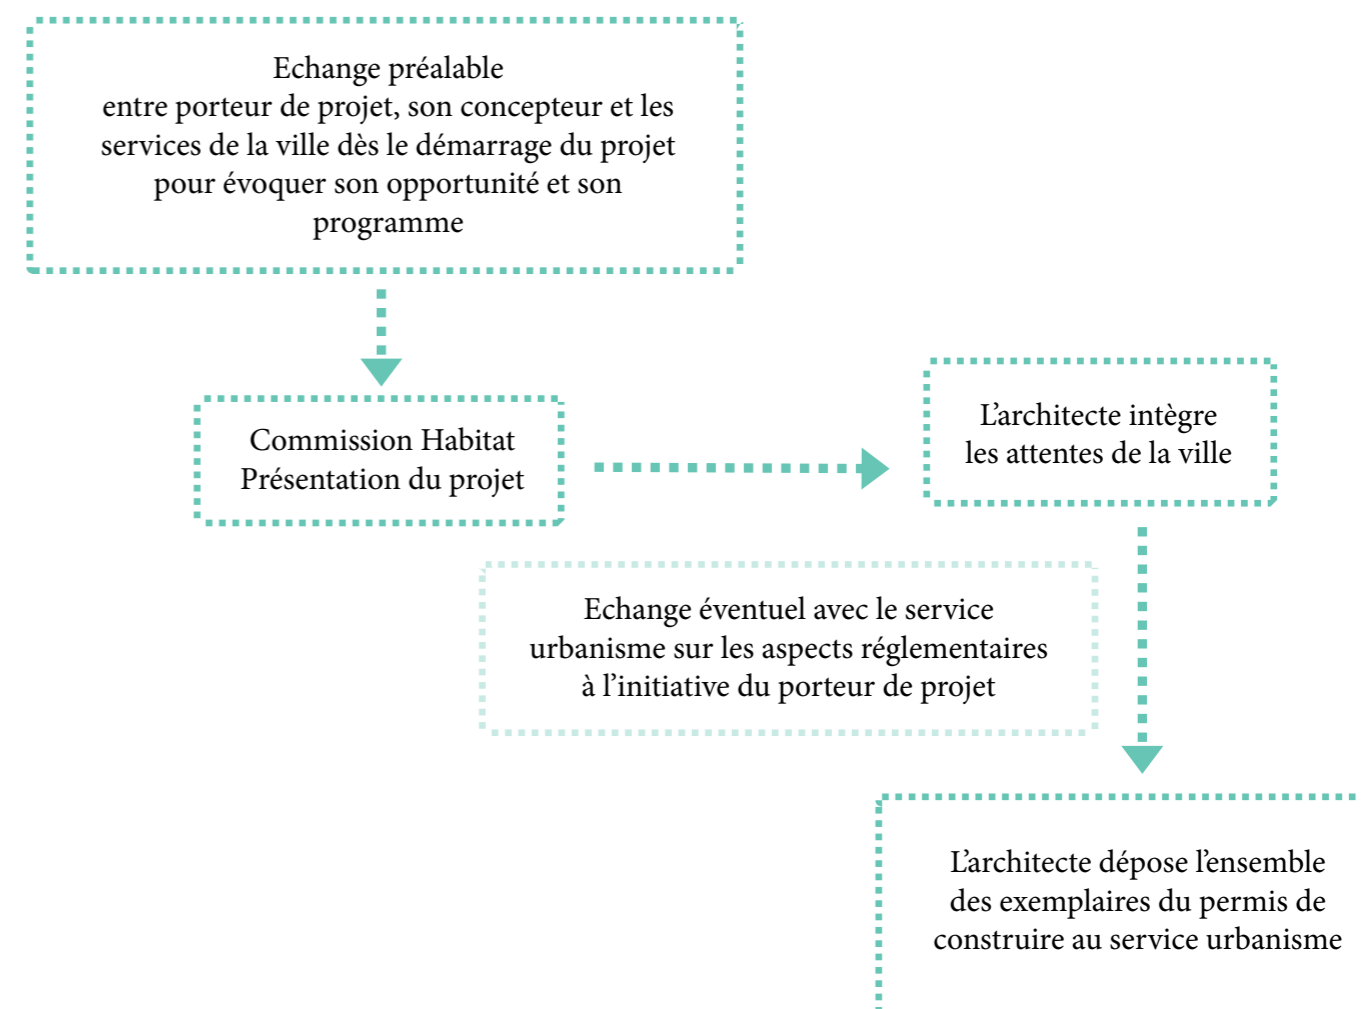 Echange préalable
entre porteur de projet, son concepteur et les
services de la ville dès le démarrage du projet
pour évoquer son opportunité et son
programme
Commission Habitat
Présentation du projet
L'architecte intègre
les attentes de la ville
Echange éventuel avec le service
urbanisme sur les aspects réglementaires
à l'initiative du porteur de projet
L'architecte dépose l'ensemble
des exemplaires du permis de
construire au service urbanisme